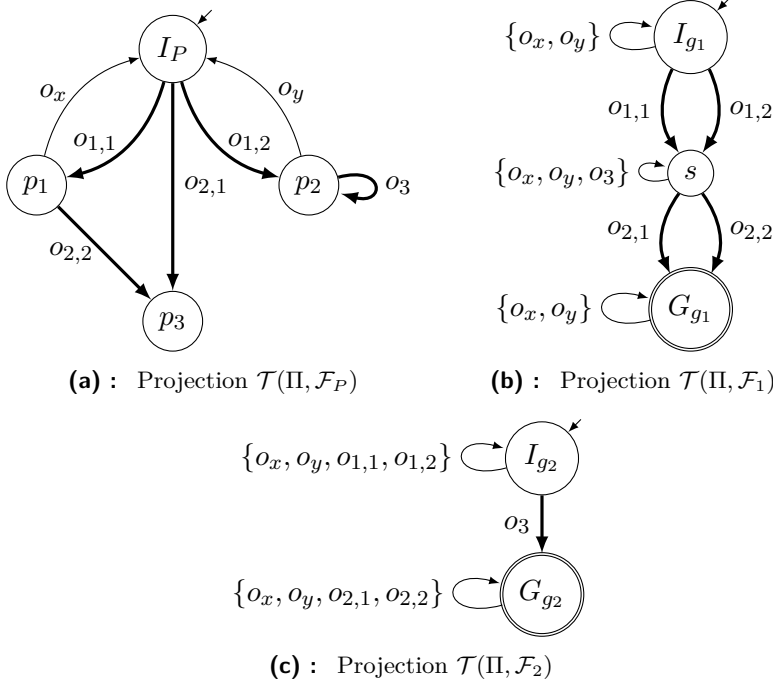 I_P
o_x
o_y
o_{1,1}
o_{1,2}
p_1
o_{2,1}
p_2
o_3
o_{2,2}
p_3
(a) : Projection 𝒯(Π, ℱ_P)
{o_x, o_y}
I_{g_1}
o_{1,1}
o_{1,2}
{o_x, o_y, o_3}
s
o_{2,1}
o_{2,2}
{o_x, o_y}
G_{g_1}
(b) : Projection 𝒯(Π, ℱ_1)
{o_x, o_y, o_{1,1}, o_{1,2}}
I_{g_2}
o_3
{o_x, o_y, o_{2,1}, o_{2,2}}
G_{g_2}
(c) : Projection 𝒯(Π, ℱ_2)